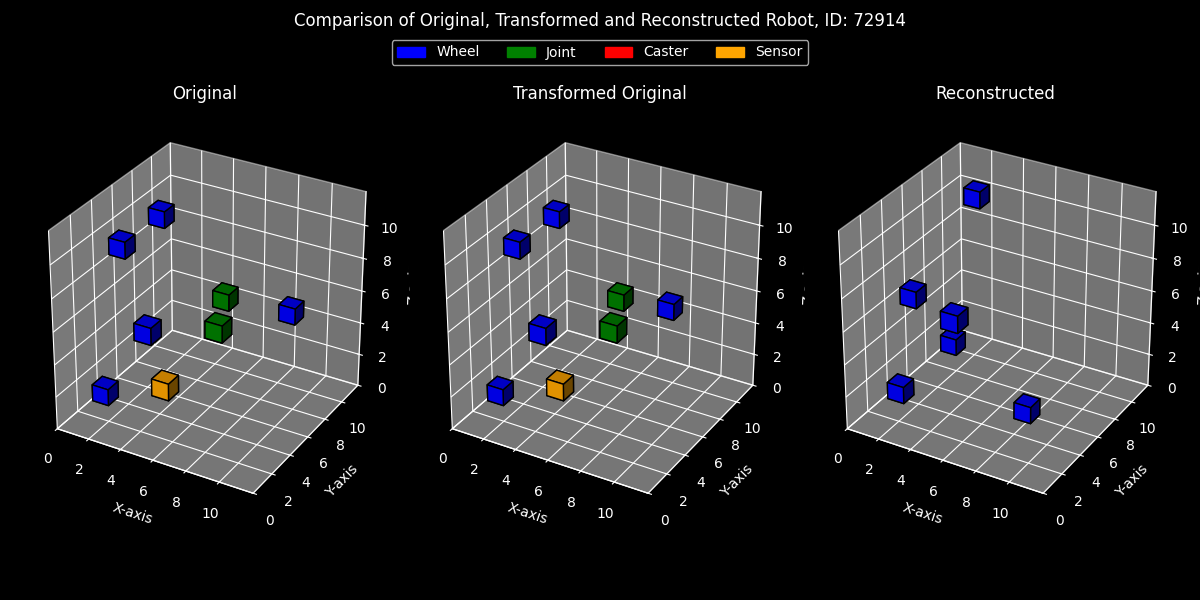 Comparison of Original, Transformed and Reconstructed Robot, ID: 72914
Wheel Joint Caster Sensor
Original Transformed Original Reconstructed
10 10 10
8 8 8
6 6 6
4 4 4
2 2 2
0 0 0
10 10 10
8 8 8
6 6 6
4 4 4
2 2 2
0 0 0
0 2 4 6 8 10 0 2 4 6 8 10 0 2 4 6 8 10
X-axis Y-axis X-axis Y-axis X-axis Y-axis